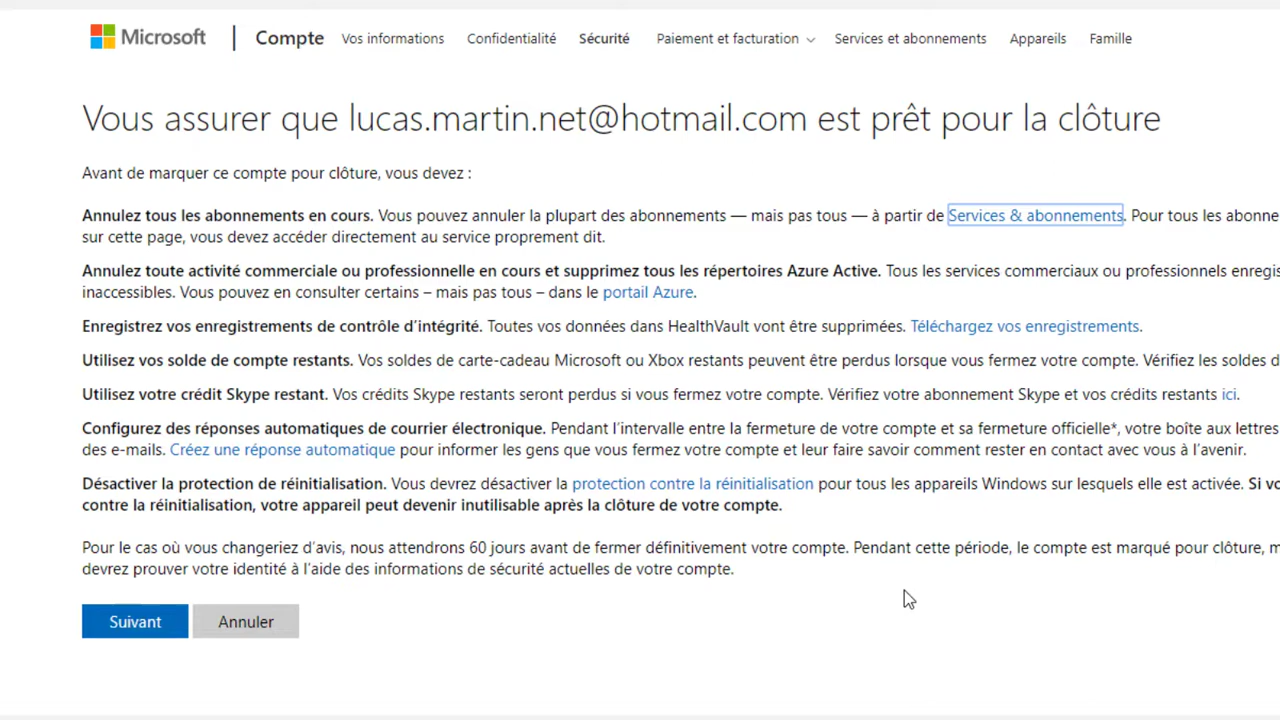 Microsoft | Compte Vos informations Confidentialité Sécurité Paiement et facturation Services et abonnements Appareils Famille
Vous assurer que lucas.martin.net@hotmail.com est prêt pour la clôture
Avant de marquer ce compte pour clôture, vous devez :
Annulez tous les abonnements en cours. Vous pouvez annuler la plupart des abonnements — mais pas tous — à partir de Services & abonnements. Pour tous les abonne
sur cette page, vous devez accéder directement au service proprement dit.
Annulez toute activité commerciale ou professionnelle en cours et supprimez tous les répertoires Azure Active. Tous les services commerciaux ou professionnels enregis
inaccessibles. Vous pouvez en consulter certains – mais pas tous – dans le portail Azure.
Enregistrez vos enregistrements de contrôle d'intégrité. Toutes vos données dans HealthVault vont être supprimées. Téléchargez vos enregistrements.
Utilisez vos solde de compte restants. Vos soldes de carte-cadeau Microsoft ou Xbox restants peuvent être perdus lorsque vous fermez votre compte. Vérifiez les soldes d
Utilisez votre crédit Skype restant. Vos crédits Skype restants seront perdus si vous fermez votre compte. Vérifiez votre abonnement Skype et vos crédits restants ici.
Configurez des réponses automatiques de courrier électronique. Pendant l'intervalle entre la fermeture de votre compte et sa fermeture officielle*, votre boîte aux lettres
des e-mails. Créez une réponse automatique pour informer les gens que vous fermez votre compte et leur faire savoir comment rester en contact avec vous à l'avenir.
Désactiver la protection de réinitialisation. Vous devrez désactiver la protection contre la réinitialisation pour tous les appareils Windows sur lesquels elle est activée. Si vo
contre la réinitialisation, votre appareil peut devenir inutilisable après la clôture de votre compte.
Pour le cas où vous changeriez d'avis, nous attendrons 60 jours avant de fermer définitivement votre compte. Pendant cette période, le compte est marqué pour clôture, m
devrez prouver votre identité à l'aide des informations de sécurité actuelles de votre compte.
Suivant Annuler